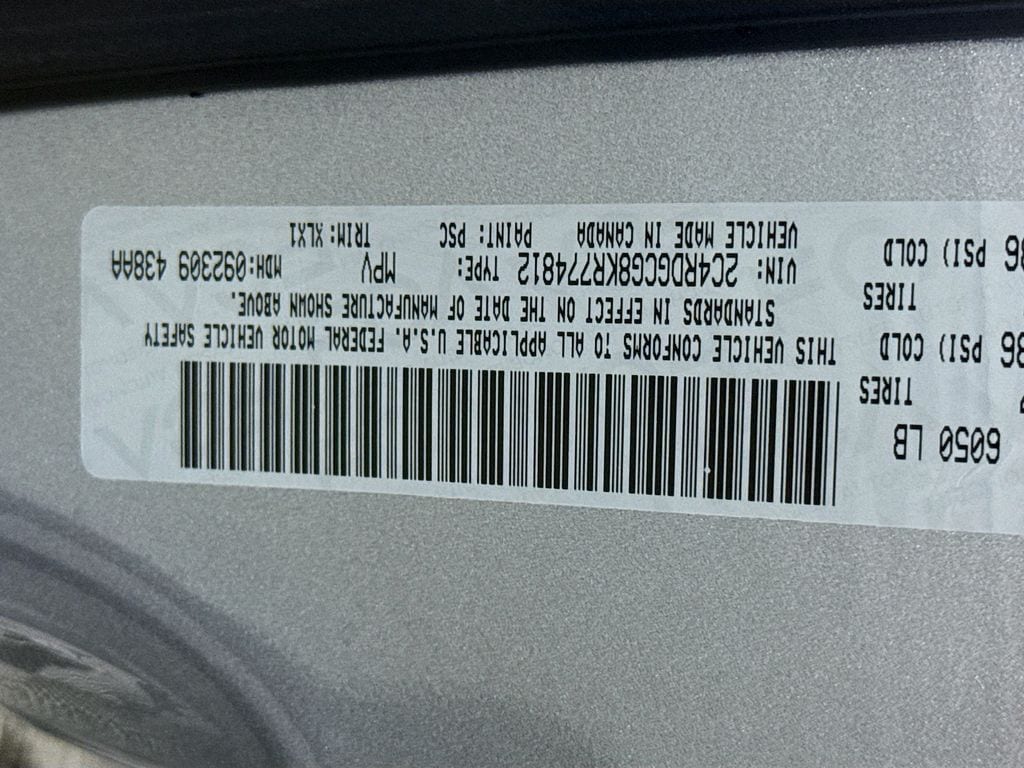 6050 LB
TIRES
36 PSI) COLD
TIRES
36 PSI) COLD
THIS VEHICLE CONFORMS TO ALL APPLICABLE U.S.A. FEDERAL MOTOR VEHICLE SAFETY
STANDARDS IN EFFECT ON THE DATE OF MANUFACTURE SHOWN ABOVE.
VIN: 2C4RDGCG8KR774812 TYPE: MPV MDH:092309 438AA
VEHICLE MADE IN CANADA PAINT: PSC TRIM:XLX1